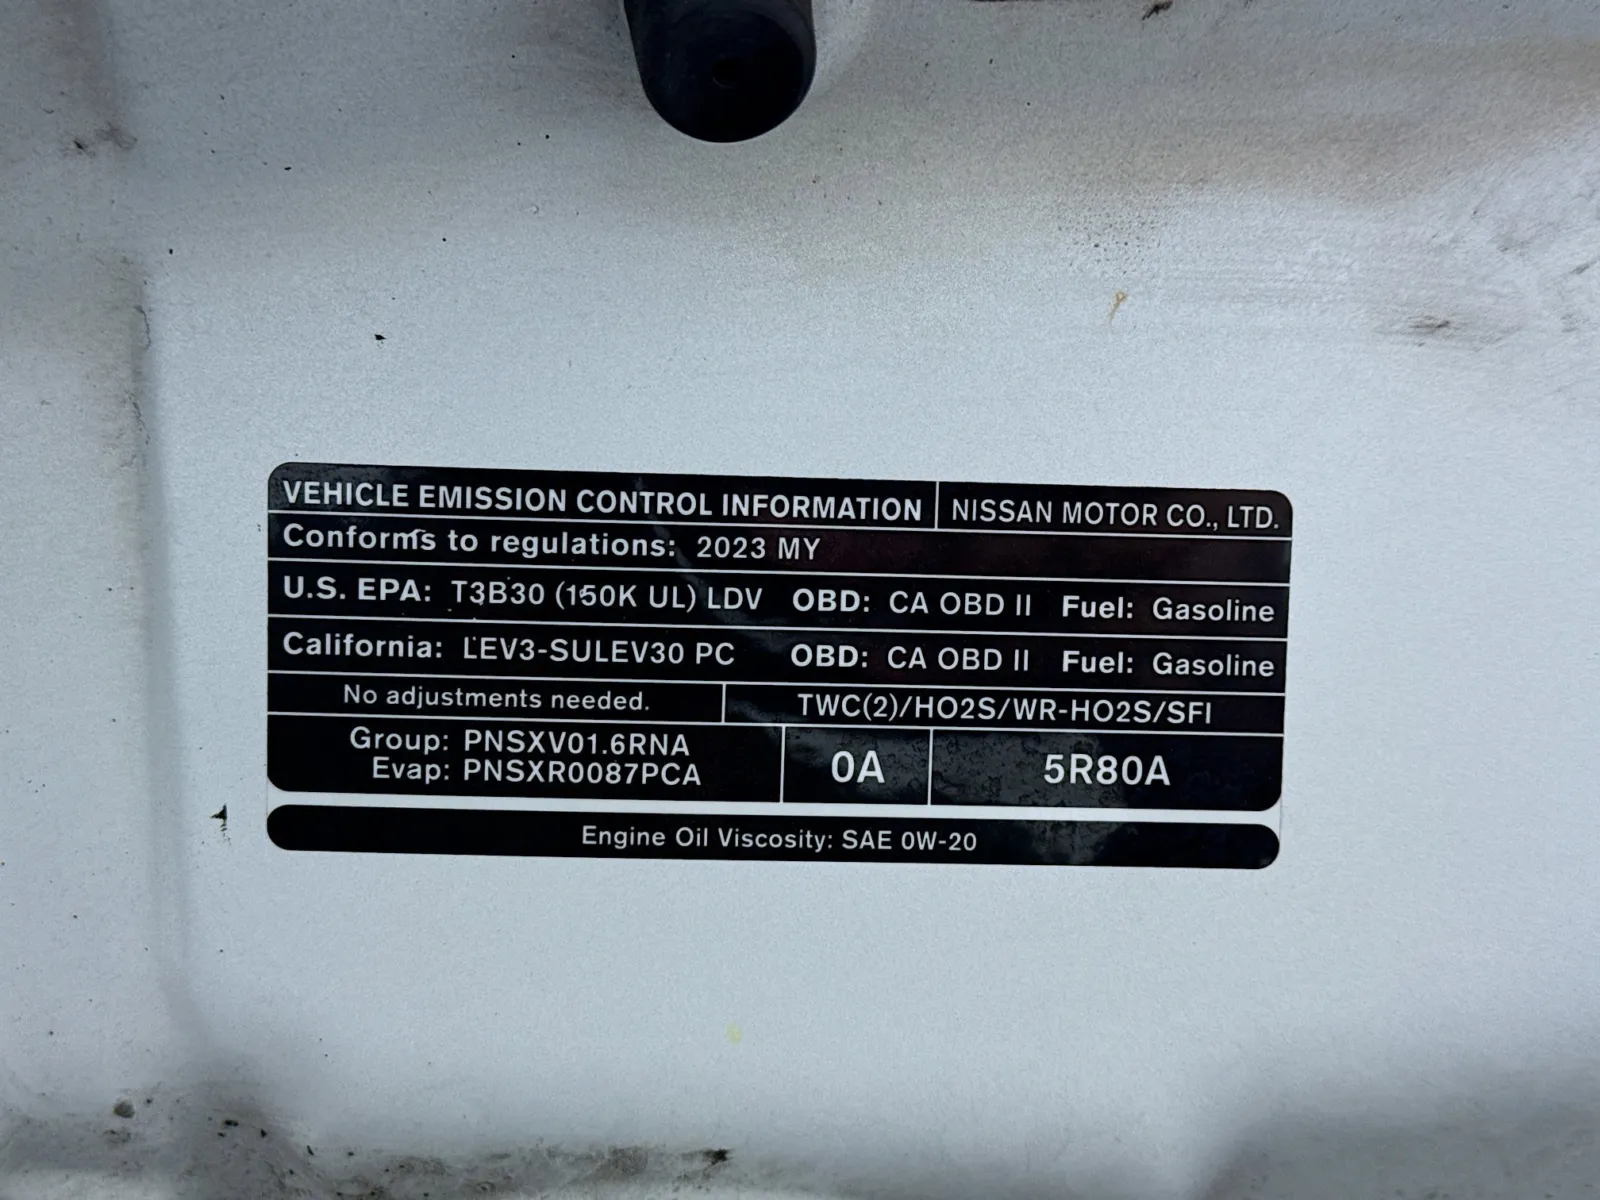 VEHICLE EMISSION CONTROL INFORMATION NISSAN MOTOR CO., LTD.
Conforms to regulations: 2023 MY
U.S. EPA: T3B30 (150K UL) LDV OBD: CA OBD II Fuel: Gasoline
California: LEV3-SULEV30 PC OBD: CA OBD II Fuel: Gasoline
No adjustments needed. TWC(2)/HO2S/WR-HO2S/SFI
Group: PNSXV01.6RNA
Evap: PNSXR0087PCA
0A
5R80A
Engine Oil Viscosity: SAE 0W-20